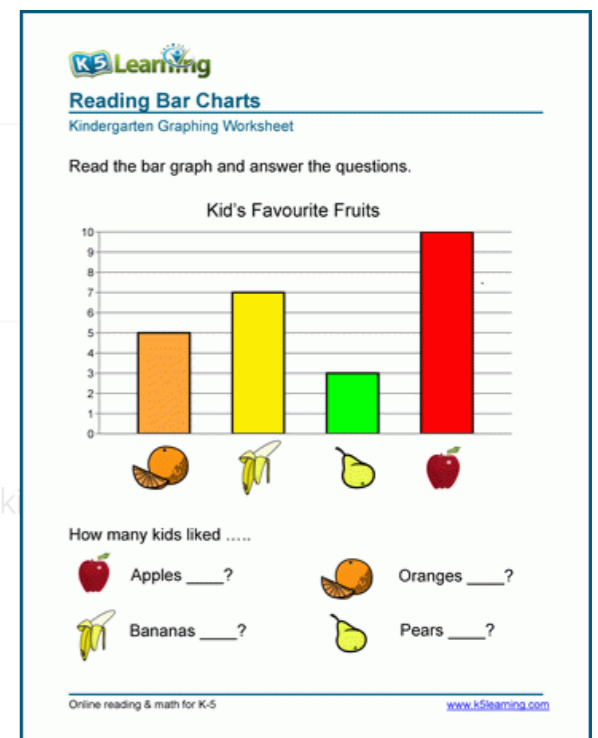 K5 Learning
Reading Bar Charts
Kindergarten Graphing Worksheet
Read the bar graph and answer the questions.
Kid's Favourite Fruits
10
9
8
7
6
5
4
3
2
1
0
How many kids liked .....
Apples ____? Oranges ____?
Bananas ____? Pears ____?
Online reading & math for K-5 www.k5learning.com